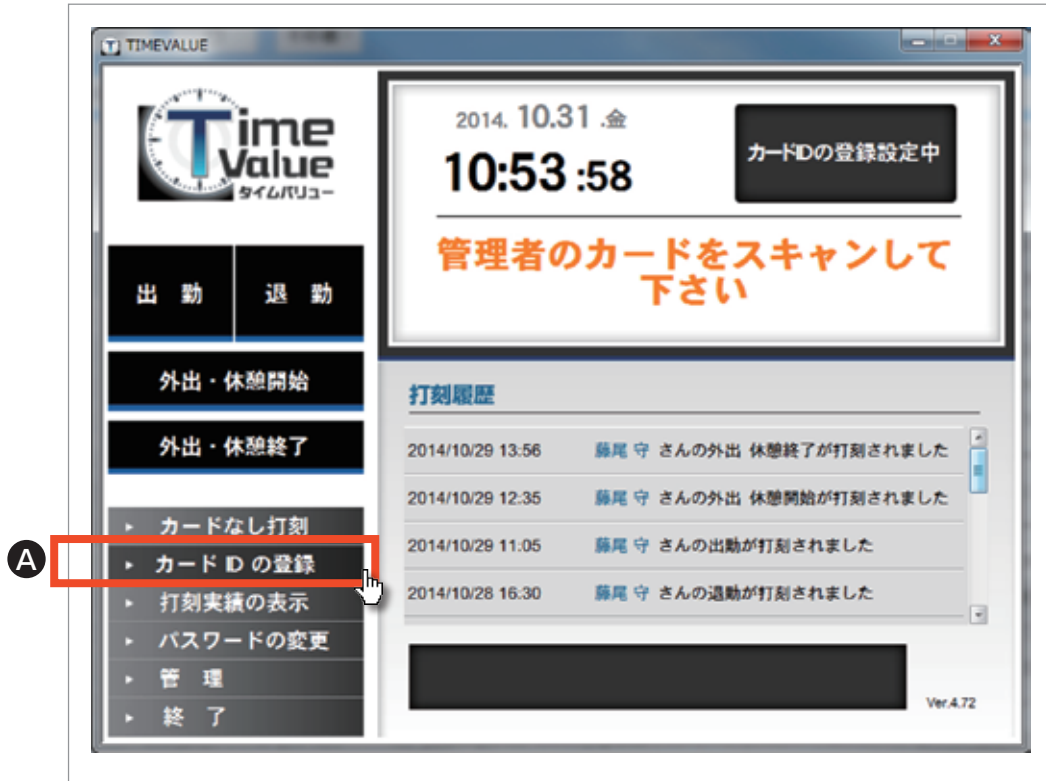 TIMEVALUE
Time
Value
タイムバリュー
2014. 10.31 .金
10:53 :58
カードIDの登録設定中
管理者のカードをスキャンして
下さい
出 勤
退 勤
外出・休憩開始
外出・休憩終了
打刻履歴
2014/10/29 13:56 藤尾 守 さんの外出 休憩終了が打刻されました
2014/10/29 12:35 藤尾 守 さんの外出 休憩開始が打刻されました
2014/10/29 11:05 藤尾 守 さんの出勤が打刻されました
2014/10/28 16:30 藤尾 守 さんの退勤が打刻されました
カードなし打刻
A
カード ID の登録
打刻実績の表示
パスワードの変更
管 理
終 了
Ver.4.72